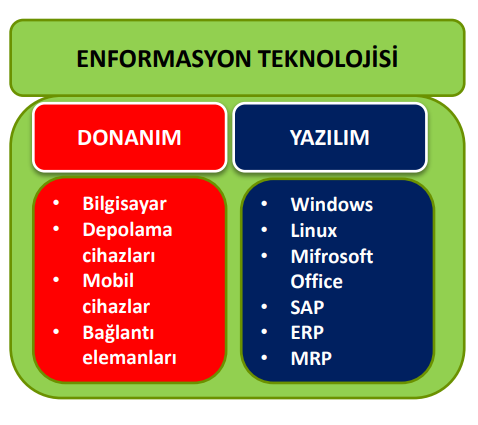 ENFORMASYON TEKNOLOJİSİ
DONANIM
YAZILIM
• Bilgisayar
• Depolama
cihazları
• Mobil
cihazlar
• Bağlantı
elemanları
• Windows
• Linux
• Mifrosoft
Office
• SAP
• ERP
• MRP